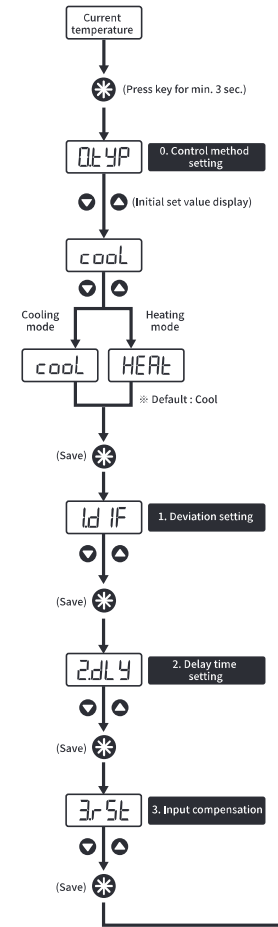 Current
temperature
(Press key for min. 3 sec.)
0.tYP
0. Control method
setting
(Initial set value display)
cooL
Cooling
mode
Heating
mode
cooL
HEAt
※ Default : Cool
(Save)
1.dIF
1. Deviation setting
(Save)
2.dLY
2. Delay time
setting
(Save)
3.rSt
3. Input compensation
(Save)